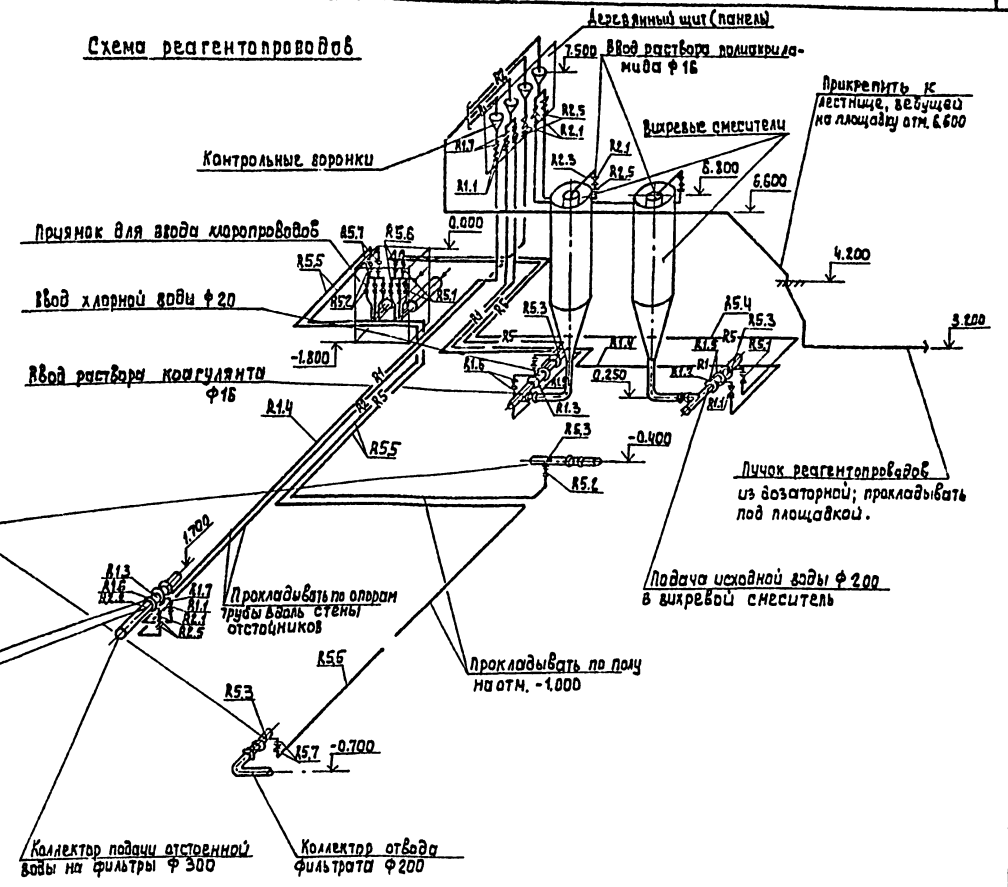 Схема реагентопроводов
Деревянный щит (панель)
7.500
Ввод раствора полиакрила-
мида ф 16
Прикрепить к
лестнице, ведущей
на площадку отм. 6.600
R2
R2.5
R2.1
R1.7
R1.1
Контрольные воронки
Вихревые смесители
R2.1
R2.3
R2.5
6.800
6.600
Приямок для ввода хлоропроводов
R5.7
R5.6
0.000
R5.5
R5.2
R5.1
4.200
Ввод хлорной воды ф 20
-1.800
R1
R5
R5
R5.3
R5.4
R5.3
R5
3.200
Ввод раствора коагулянта
ф 16
R1
R2
R5
R1.6
R1.3
0.250
R1
R1.1
R1.4
R5.5
R5.3
-0.400
R5.2
Пучок реагентопроводов
из дозаторной; прокладывать
под площадкой.
1.700
R1.3
R1.6
R1.7
R1.1
R2.1
R2.5
Прокладывать по опорам
трубы вдоль стены
отстойников
Подача исходной воды ф 200
в вихревой смеситель
Прокладывать по полу
на отм. -1.000
R5.6
R5.3
R5.7
-0.700
Коллектор подачи отстоенной
воды на фильтры ф 300
Коллектор отвода
фильтрата ф 200